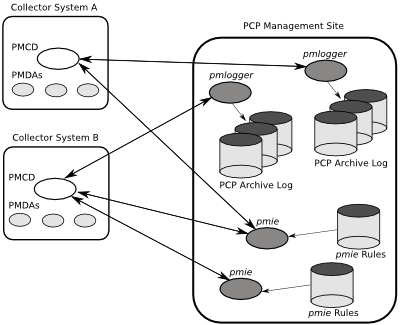 Collector System A
PMCD
PMDAs
Collector System B
PMCD
PMDAs
PCP Management Site
pmlogger
pmlogger
PCP Archive Log
PCP Archive Log
pmie
pmie Rules
pmie
pmie Rules